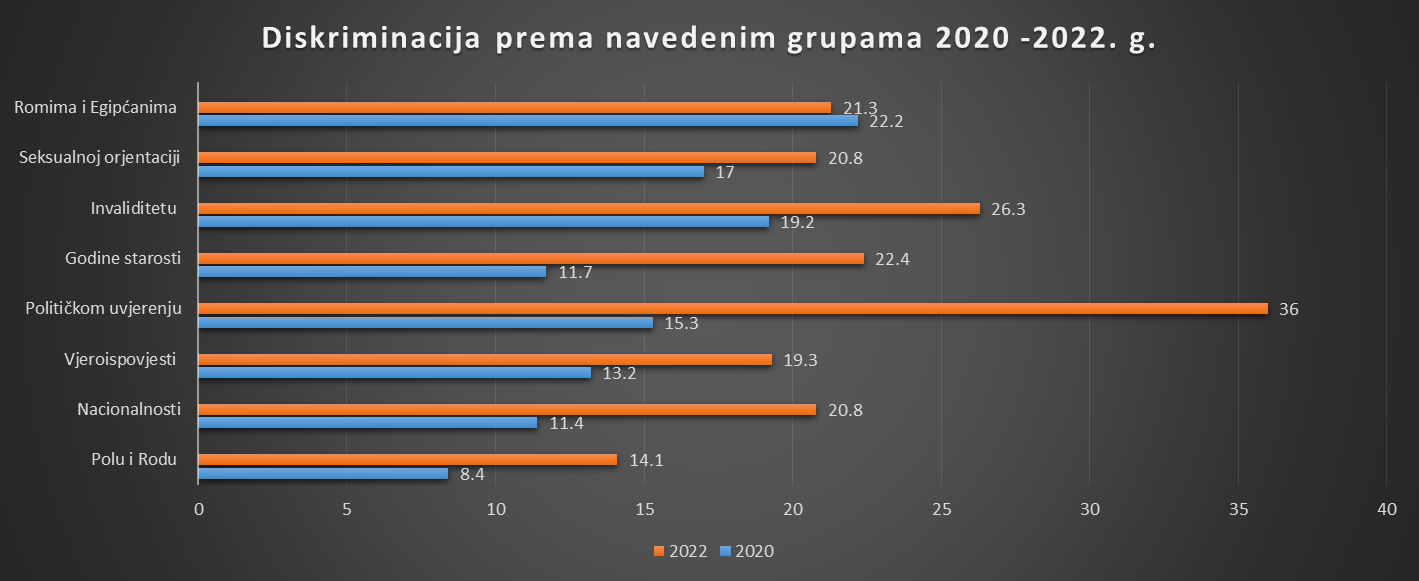 Diskriminacija prema navedenim grupama 2020 -2022. g.
Romima i Egipćanima
21.3
22.2
Seksualnoj orjentaciji
20.8
17
Invaliditetu
26.3
19.2
Godine starosti
22.4
11.7
Političkom uvjerenju
36
15.3
Vjeroispovjesti
19.3
13.2
Nacionalnosti
20.8
11.4
Polu i Rodu
14.1
8.4
0 5 10 15 20 25 30 35 40
2022 2020